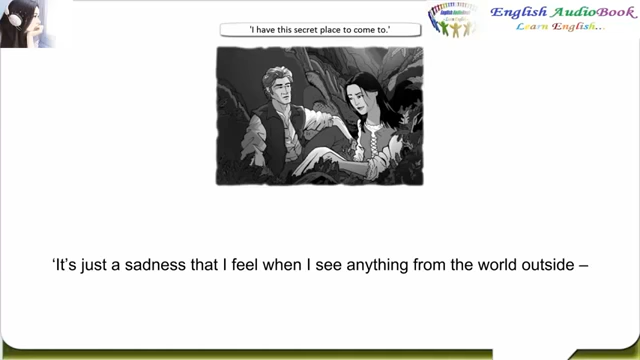 'I have this secret place to come to.'
English AudioBook
Learn English...
‘It’s just a sadness that I feel when I see anything from the world outside –